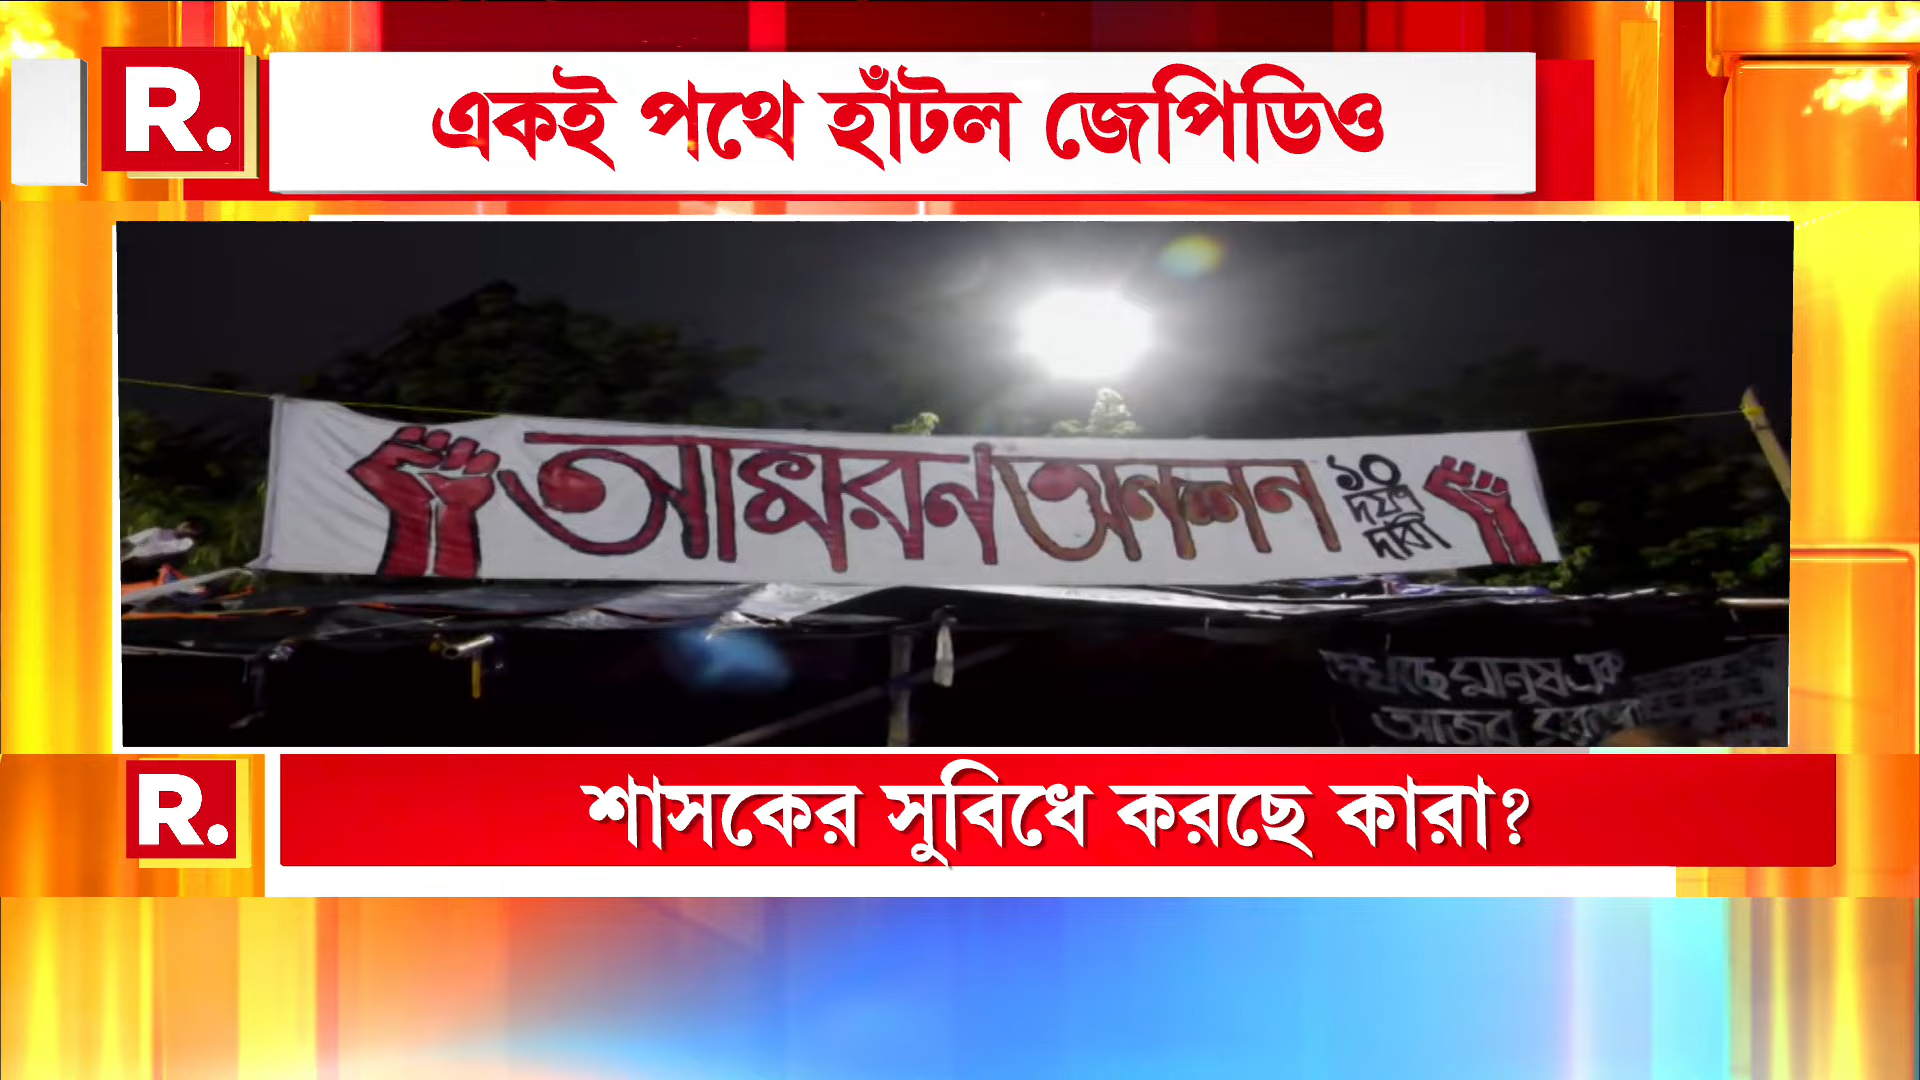 R.
একই পথে হাঁটল জেপিডিও
আমরণ অনশন
১০
দফা
দাবী
R.
শাসকের সুবিধে করছে কারা?